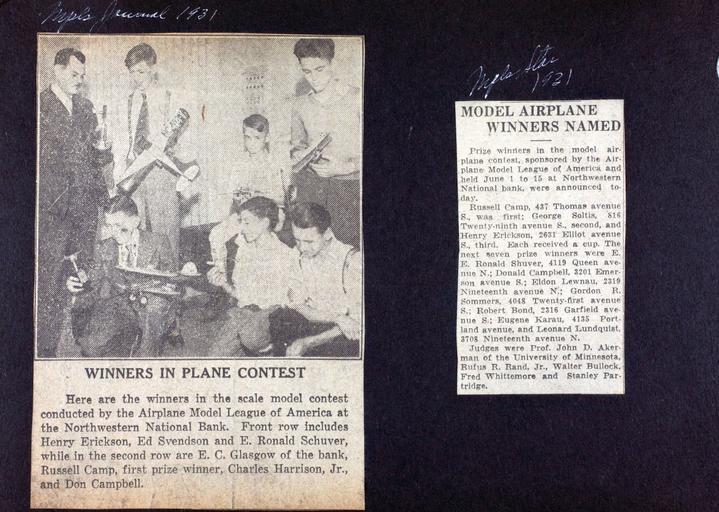 Mpls Journal 1931
WINNERS IN PLANE CONTEST
Here are the winners in the scale model contest
conducted by the Airplane Model League of America at
the Northwestern National Bank. Front row includes
Henry Erickson, Ed Svendson and E. Ronald Schuver,
while in the second row are E. C. Glasgow of the bank,
Russell Camp, first prize winner, Charles Harrison, Jr.,
and Don Campbell.
Mpls Star
1931
MODEL AIRPLANE
WINNERS NAMED
Prize winners in the model air-
plane contest, sponsored by the Air-
plane Model League of America and
held June 1 to 15 at Northwestern
National bank, were announced to-
day.
Russell Camp, 437 Thomas avenue
S., was first; George Soltis, 816
Twenty-ninth avenue S., second, and
Henry Erickson, 2631 Elliot avenue
S., third. Each received a cup. The
next seven prize winners were E.
E. Ronald Shuver, 4119 Queen ave-
nue N.; Donald Campbell, 3201 Emer-
son avenue S.; Eldon Lewnau, 2319
Nineteenth avenue N.; Gordon R.
Sommers, 4048 Twenty-first avenue
S.; Robert Bond, 2316 Garfield ave-
nue S.; Eugene Karau, 4135 Port-
land avenue, and Leonard Lundquist,
3708 Nineteenth avenue N.
Judges were Prof. John D. Aker-
man of the University of Minnesota,
Rufus R. Rand, Jr., Walter Bullock,
Fred Whittemore and Stanley Par-
tridge.